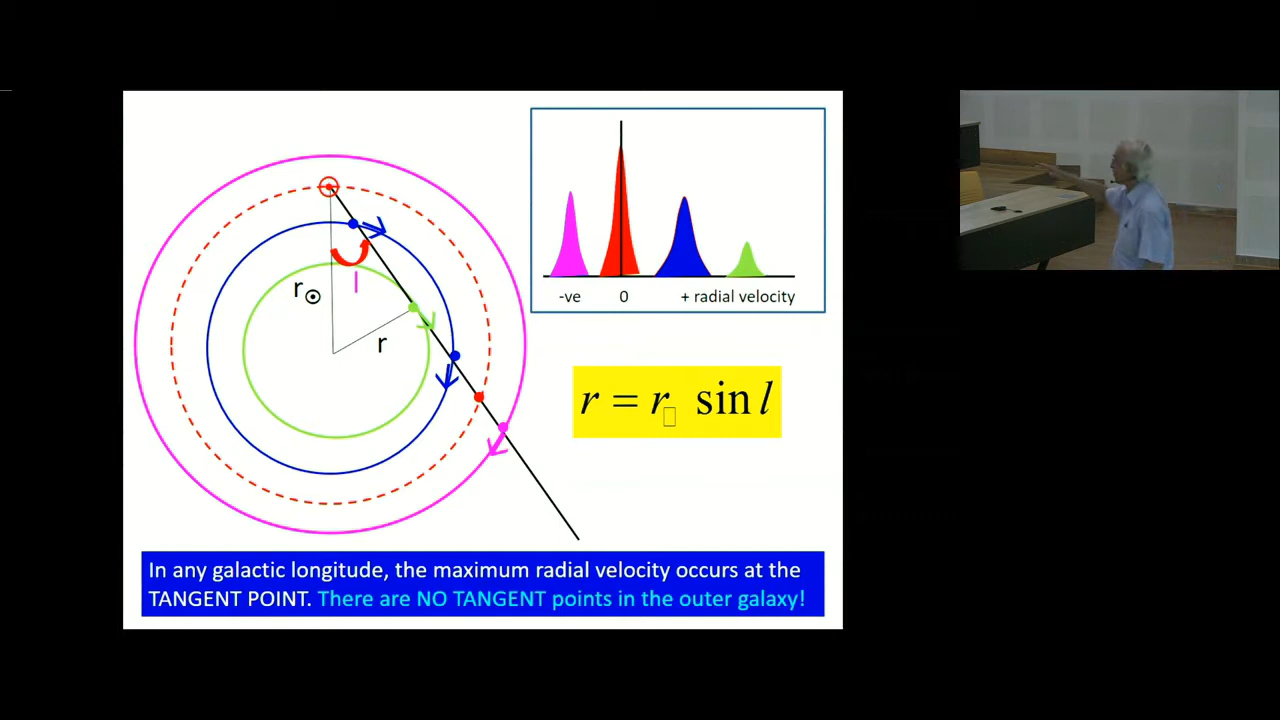 r☉
l
r
-ve 0 + radial velocity
r = r▯ sin l
In any galactic longitude, the maximum radial velocity occurs at the
TANGENT POINT. There are NO TANGENT points in the outer galaxy!